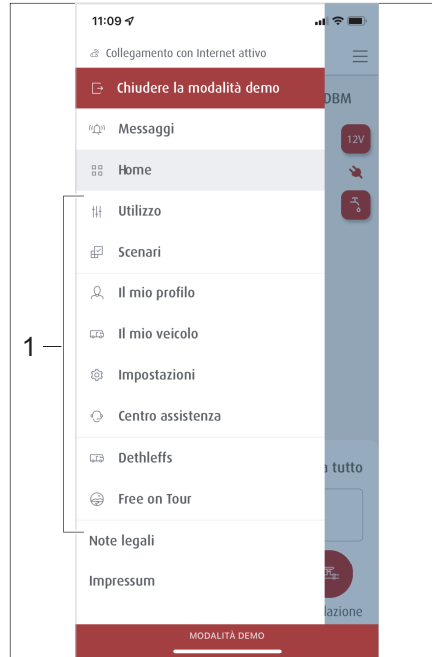 11:09
Collegamento con Internet attivo
Chiudere la modalità demo
DBM
Messaggi
12V
Home
Utilizzo
Scenari
Il mio profilo
1
Il mio veicolo
Impostazioni
Centro assistenza
Dethleffs
a tutto
Free on Tour
Note legali
Impressum
lazione
MODALITÀ DEMO